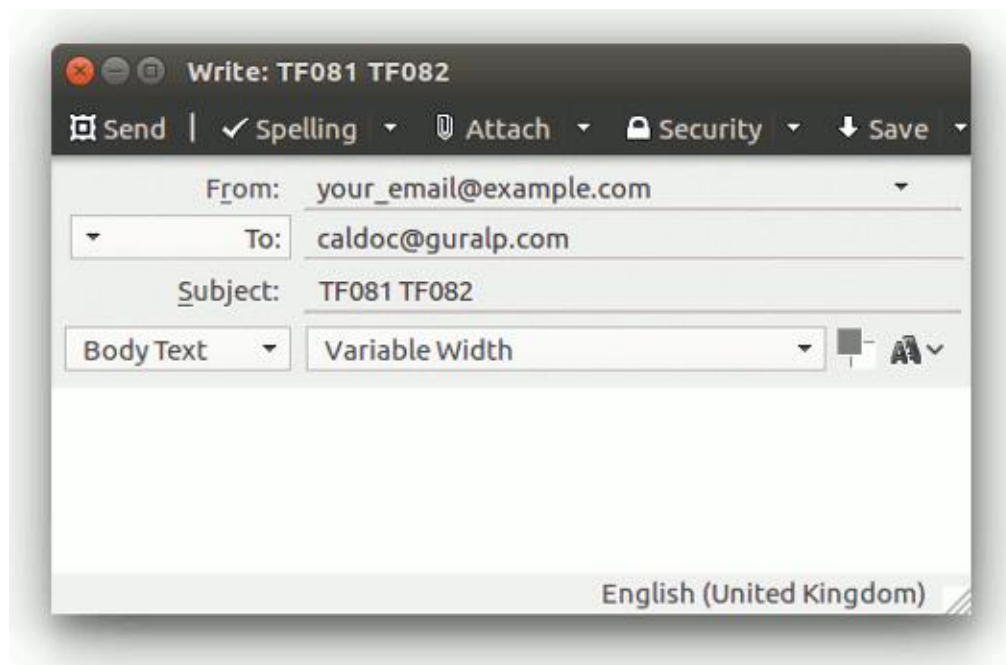 Write: TF081 TF082
Send | Spelling Attach Security Save
From: your_email@example.com
To: caldoc@guralp.com
Subject: TF081 TF082
Body Text Variable Width
English (United Kingdom)